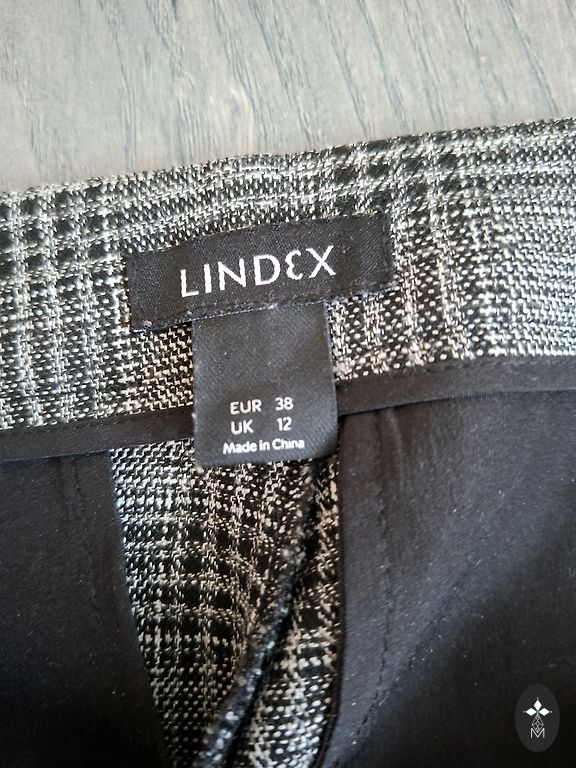 LINDEX
EUR 38
UK 12
Made in China
M